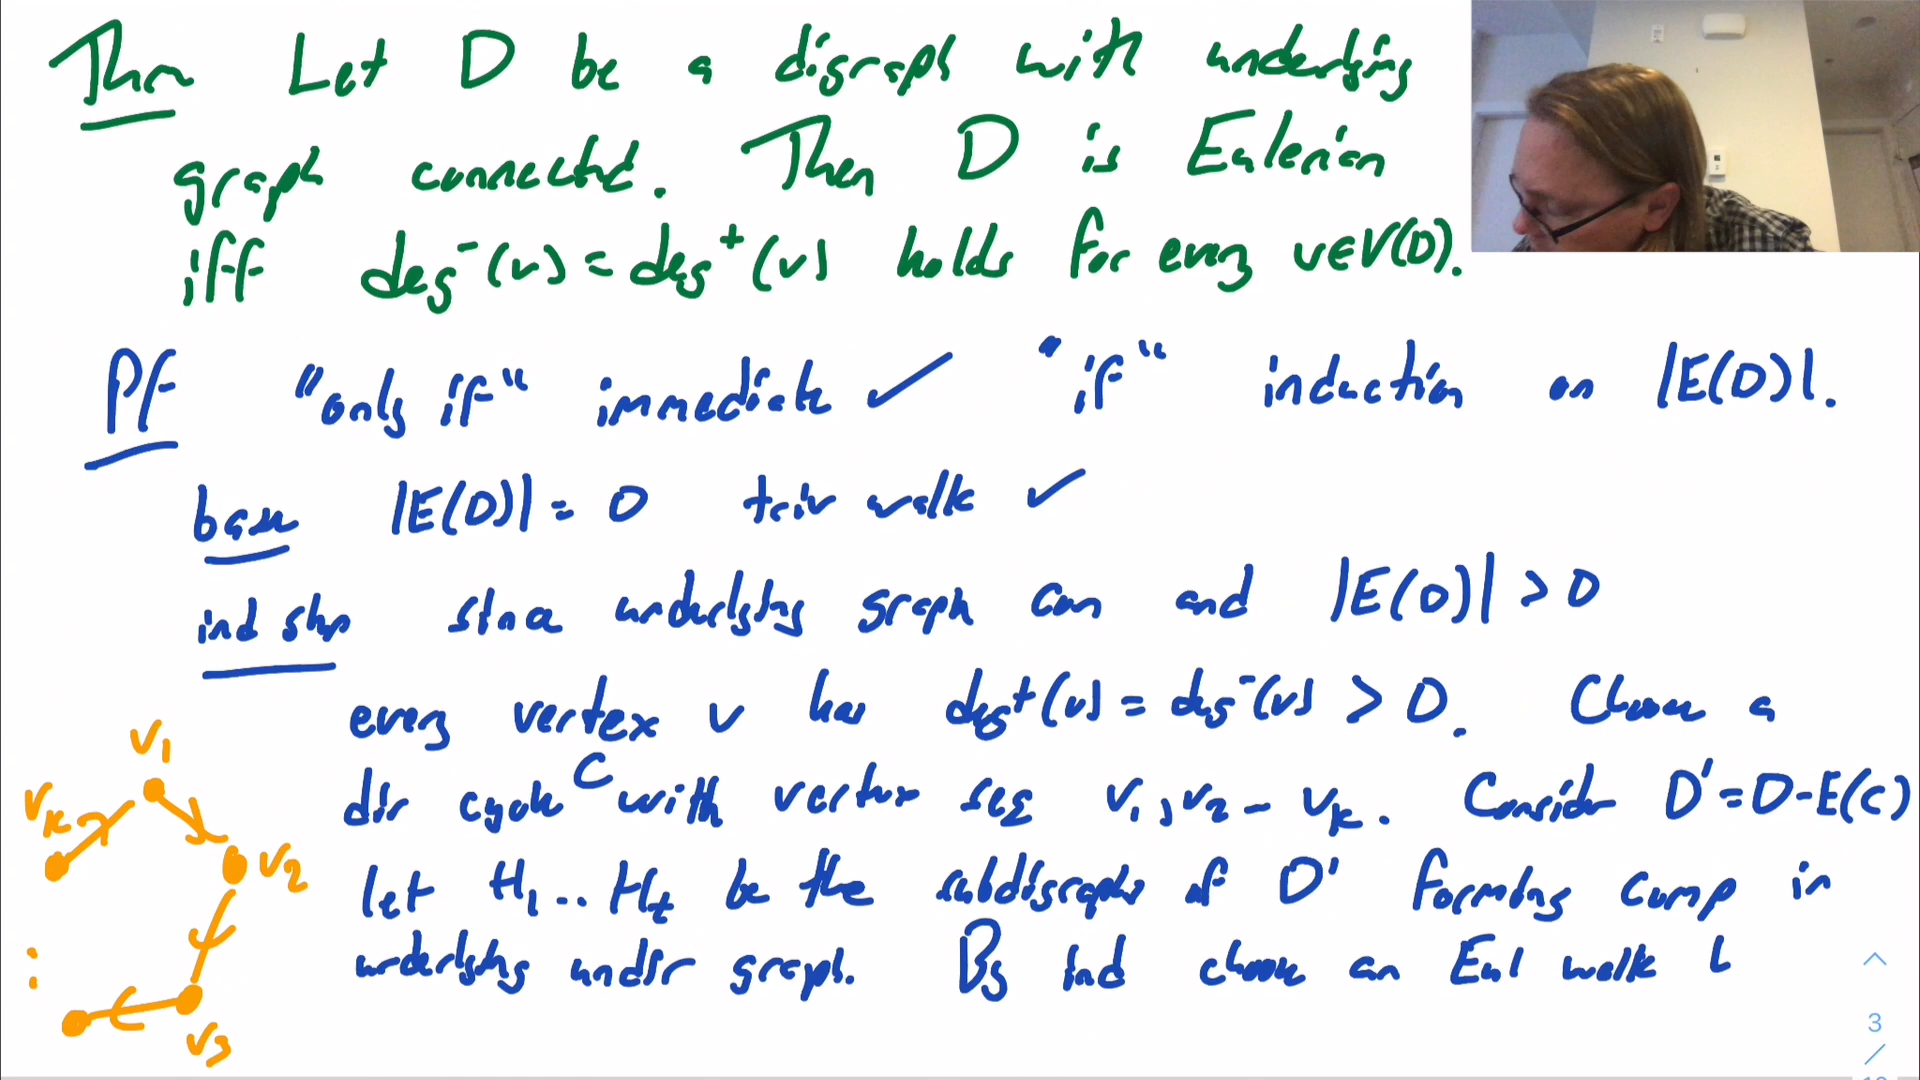 Thm Let D be a digraph with underlying
graph connected. Then D is Eulerian
iff deg⁻(v) = deg⁺(v) holds for every v∈V(D).
Pf "only if" immediate ✓ "if" induction on |E(D)|.
base |E(D)| = 0 triv walk ✓
ind step since underlying graph con and |E(D)| > 0
every vertex v has deg⁺(v) = deg⁻(v) > 0. Choose a
dir cycle C with vertex seq v₁, v₂ – vₖ. Consider D' = D-E(C)
let H₁ .. Hₜ be the subdigraphs of D' forming comp in
underlying undir graph. By ind choose an Eul walk
v₁
vₖ
v₂
:
v₃
3
/